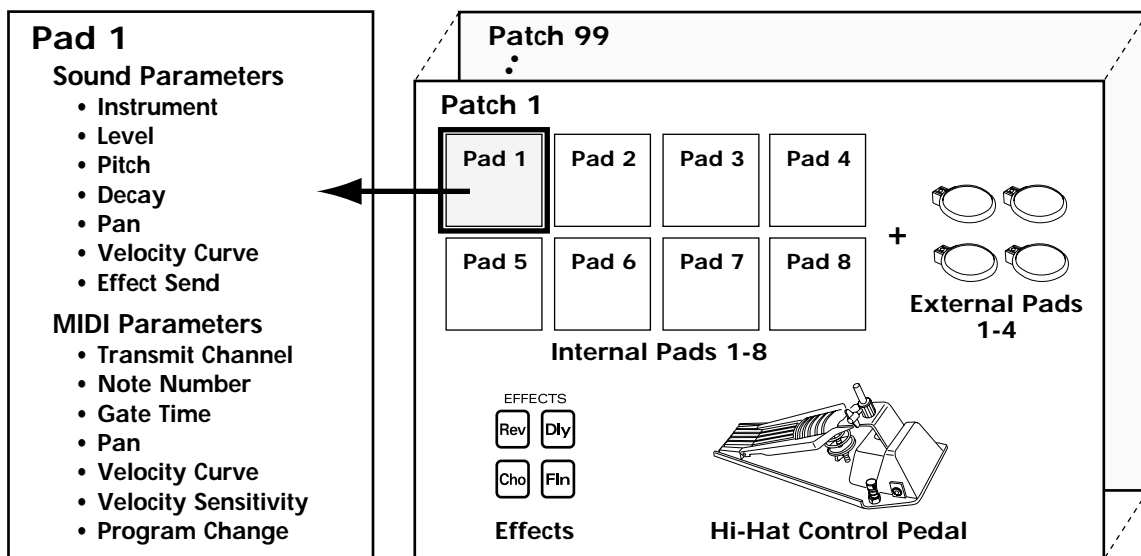 Pad 1
Sound Parameters
• Instrument
• Level
• Pitch
• Decay
• Pan
• Velocity Curve
• Effect Send
MIDI Parameters
• Transmit Channel
• Note Number
• Gate Time
• Pan
• Velocity Curve
• Velocity Sensitivity
• Program Change
Patch 99
Patch 1
Pad 1 Pad 2 Pad 3 Pad 4
Pad 5 Pad 6 Pad 7 Pad 8
Internal Pads 1-8
+
External Pads
1-4
EFFECTS
Rev Dly
Cho Fln
Effects
Hi-Hat Control Pedal